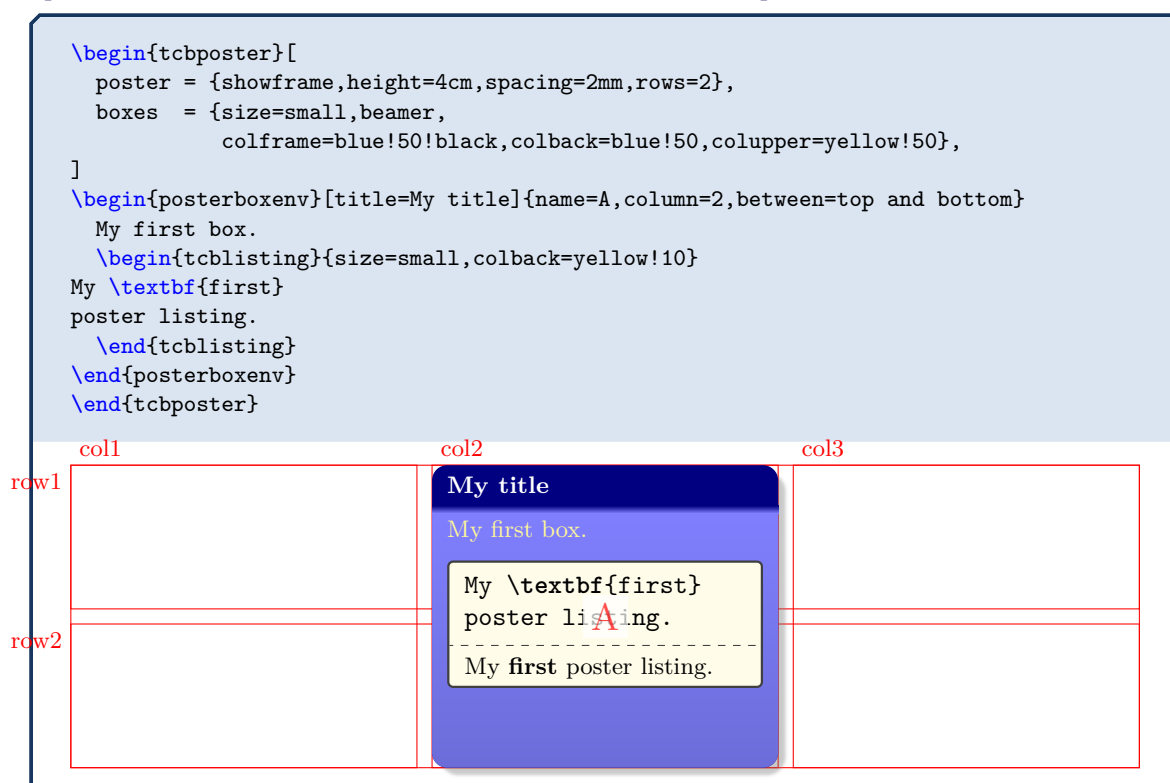 \begin{tcbposter}[
  poster = {showframe,height=4cm,spacing=2mm,rows=2},
  boxes  = {size=small,beamer,
            colframe=blue!50!black,colback=blue!50,colupper=yellow!50},
]
\begin{posterboxenv}[title=My title]{name=A,column=2,between=top and bottom}
  My first box.
  \begin{tcblisting}{size=small,colback=yellow!10}
My \textbf{first}
poster listing.
  \end{tcblisting}
\end{posterboxenv}
\end{tcbposter}
col1 col2 col3
row1
My title
My first box.
My \textbf{first}
poster listing.
A
row2
My first poster listing.